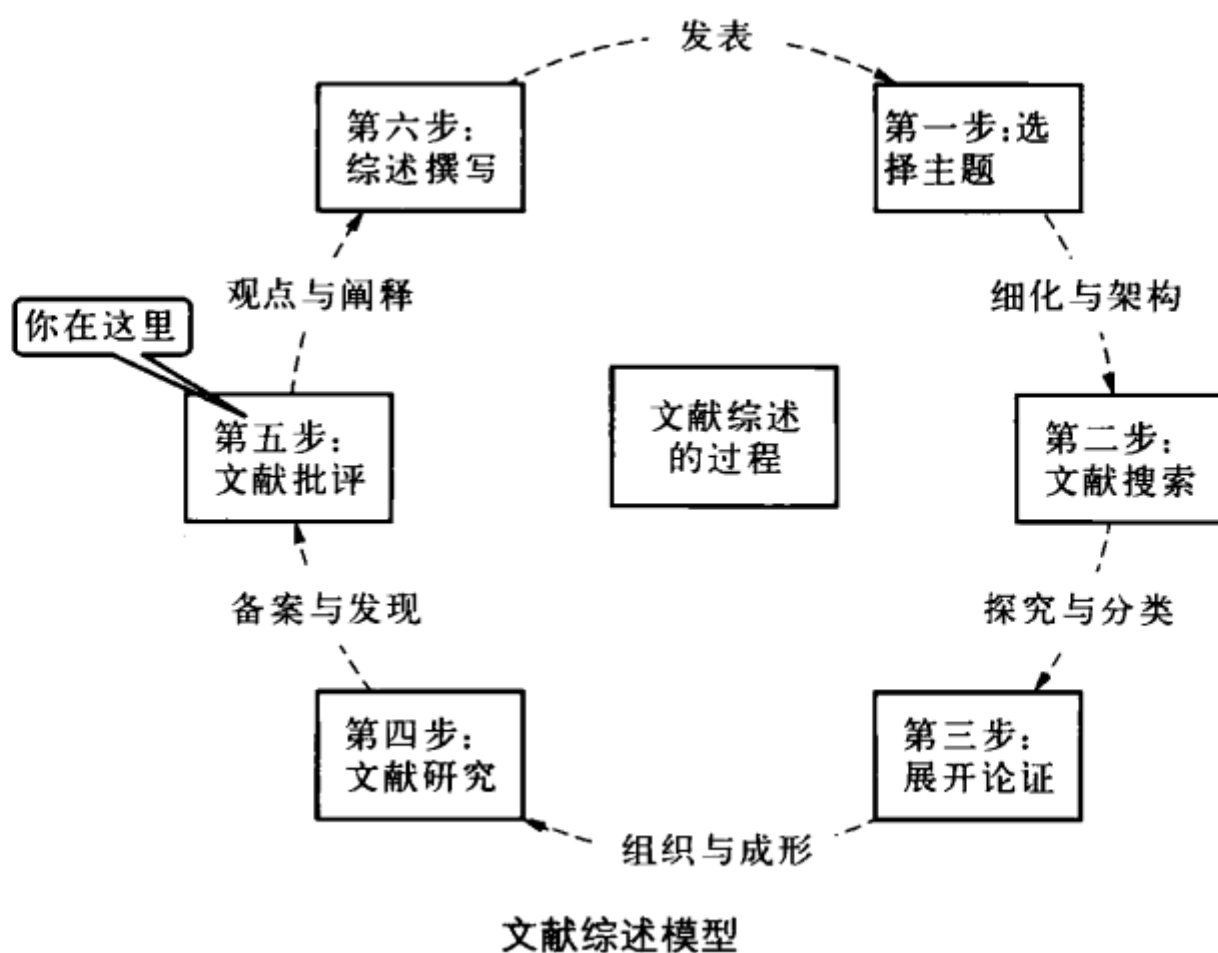 发表
第六步：
综述撰写
第一步：选
择主题
观点与阐释
细化与架构
你在这里
文献综述
的过程
第五步：
文献批评
第二步：
文献搜索
备案与发现
探究与分类
第四步：
文献研究
第三步：
展开论证
组织与成形
文献综述模型